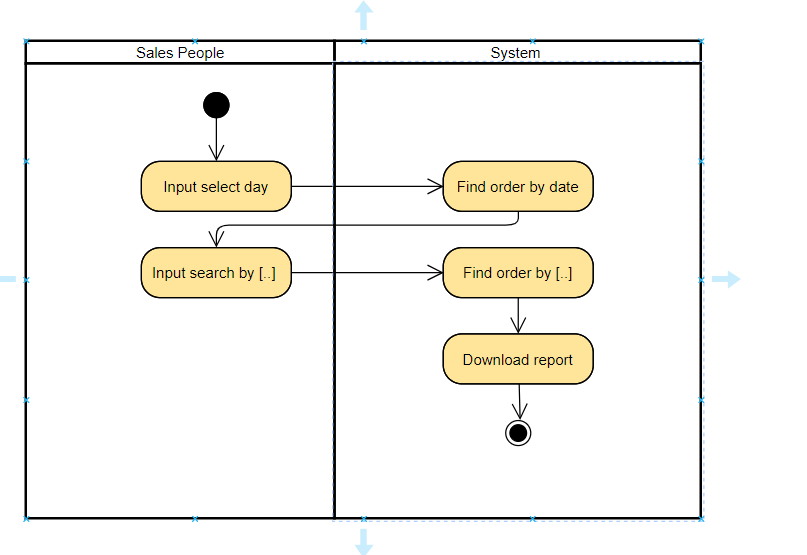 Sales People
System
Input select day
Find order by date
Input search by [..]
Find order by [..]
Download report